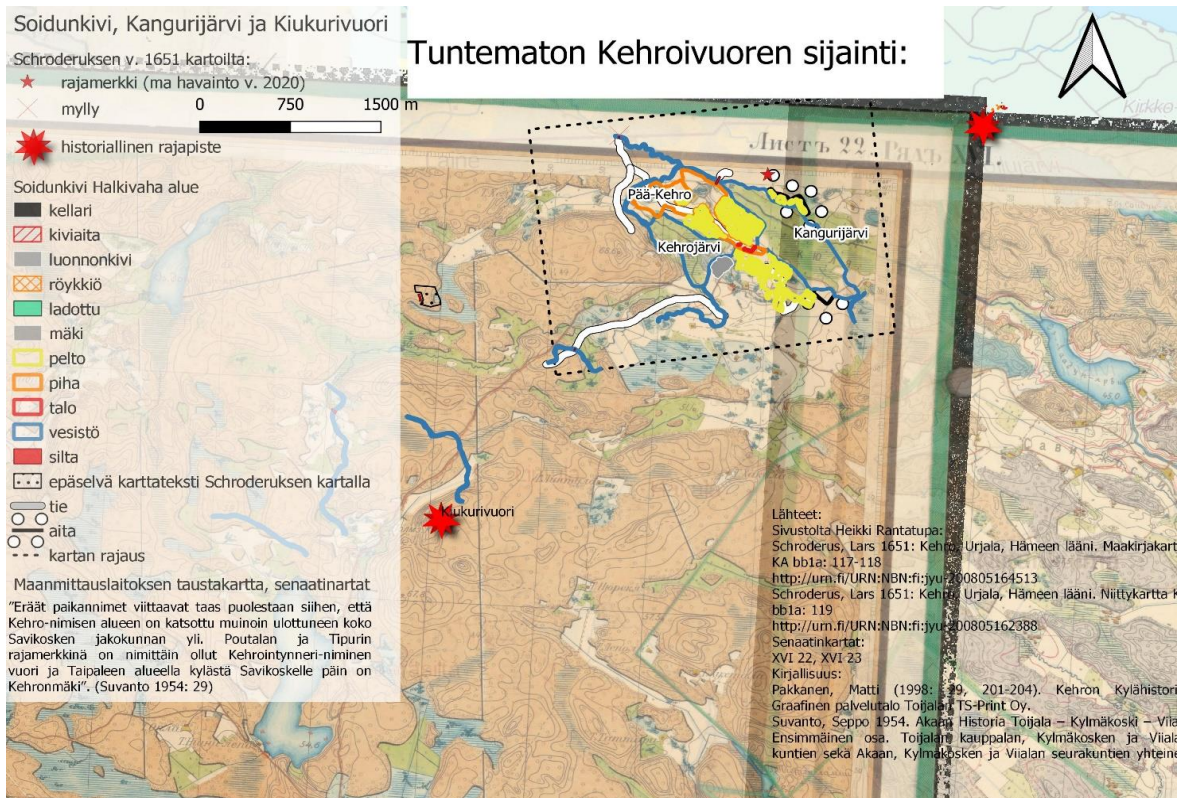 Soidunkivi, Kangurijärvi ja Kiukurivuori
Schroderuksen v. 1651 kartoilta:
rajamerkki (ma havainto v. 2020)
mylly
0 750 1500 m
historiallinen rajapiste
Soidunkivi Halkivaha alue
kellari
kiviaita
luonnonkivi
röykkiö
ladottu
mäki
pelto
piha
talo
vesistö
silta
epäselvä karttateksti Schroderuksen kartalla
tie
aita
kartan rajaus
Maanmittauslaitoksen taustakartta, senaatinartat
"Eräät paikannimet viittaavat taas puolestaan siihen, että
Kehro-nimisen alueen on katsottu muinoin ulottuneen koko
Savikosken jakokunnan yli. Poutalan ja Tipurin
rajamerkkinä on nimittäin ollut Kehrointynneri-niminen
vuori ja Taipaleen alueella kylästä Savikoskelle päin on
Kehronmäki". (Suvanto 1954: 29)
Tuntematon Kehroivuoren sijainti:
Kirkko-
Листъ 22. Рядъ XVI.
Pää-Kehro
Kehrojärvi
Kangurijärvi
Kiukurivuori
Lähteet:
Sivustolta Heikki Rantatupa:
Schroderus, Lars 1651: Kehro, Urjala, Hämeen lääni. Maakirjakart
KA bb1a: 117-118
http://urn.fi/URN:NBN:fi:jyu-200805164513
Schroderus, Lars 1651: Kehro, Urjala, Hämeen lääni. Niittykartta K
bb1a: 119
http://urn.fi/URN:NBN:fi:jyu-200805162388
Senaatinkartat:
XVI 22, XVI 23
Kirjallisuus:
Pakkanen, Matti (1998: 29, 201-204). Kehron Kylähistori
Graafinen palvelutalo Toijalan TS-Print Oy.
Suvanto, Seppo 1954. Akaan Historia Toijala – Kylmäkoski – Viia
Ensimmäinen osa. Toijalan kauppalan, Kylmäkosken ja Viiala
kuntien sekä Akaan, Kylmäkosken ja Viialan seurakuntien yhteine